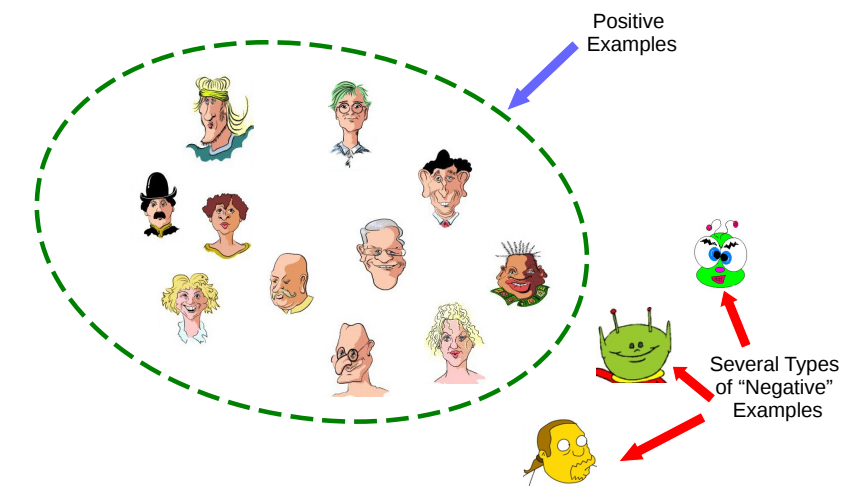 Positive
Examples
Several Types
of “Negative”
Examples